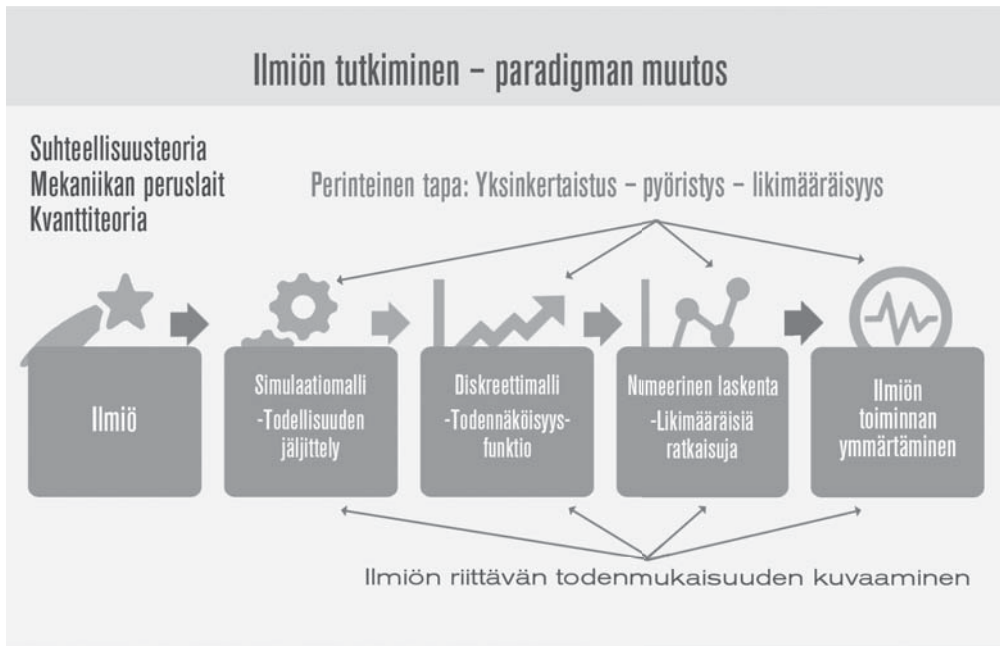 Ilmiön tutkiminen – paradigman muutos
Suhteellisuusteoria
Mekaniikan peruslait
Kvanttiteoria
Perinteinen tapa: Yksinkertaistus – pyöristys – likimääräisyys
Ilmiö
Simulaatiomalli
-Todellisuuden
jäljittely
Diskreettimalli
-Todennäköisyys-
funktio
Numeerinen laskenta
-Likimääräisiä
ratkaisuja
Ilmiön
toiminnan
ymmärtäminen
Ilmiön riittävän todenmukaisuuden kuvaaminen